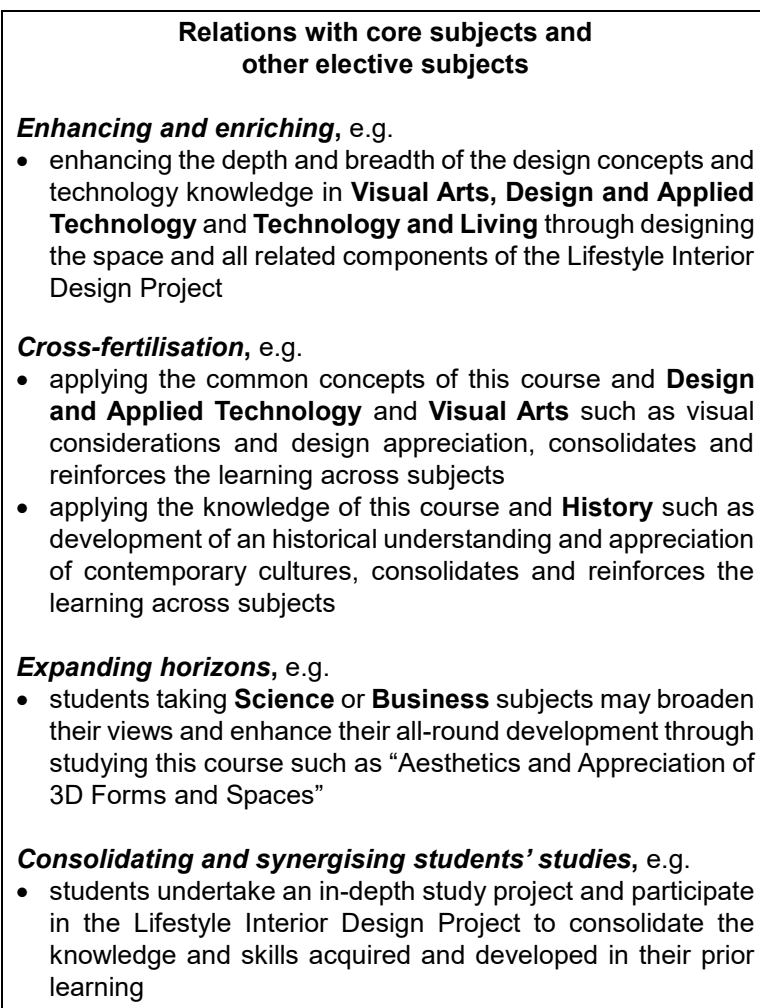 Relations with core subjects and
other elective subjects
Enhancing and enriching, e.g.
• enhancing the depth and breadth of the design concepts and
technology knowledge in Visual Arts, Design and Applied
Technology and Technology and Living through designing
the space and all related components of the Lifestyle Interior
Design Project
Cross-fertilisation, e.g.
• applying the common concepts of this course and Design
and Applied Technology and Visual Arts such as visual
considerations and design appreciation, consolidates and
reinforces the learning across subjects
• applying the knowledge of this course and History such as
development of an historical understanding and appreciation
of contemporary cultures, consolidates and reinforces the
learning across subjects
Expanding horizons, e.g.
• students taking Science or Business subjects may broaden
their views and enhance their all-round development through
studying this course such as “Aesthetics and Appreciation of
3D Forms and Spaces”
Consolidating and synergising students’ studies, e.g.
• students undertake an in-depth study project and participate
in the Lifestyle Interior Design Project to consolidate the
knowledge and skills acquired and developed in their prior
learning